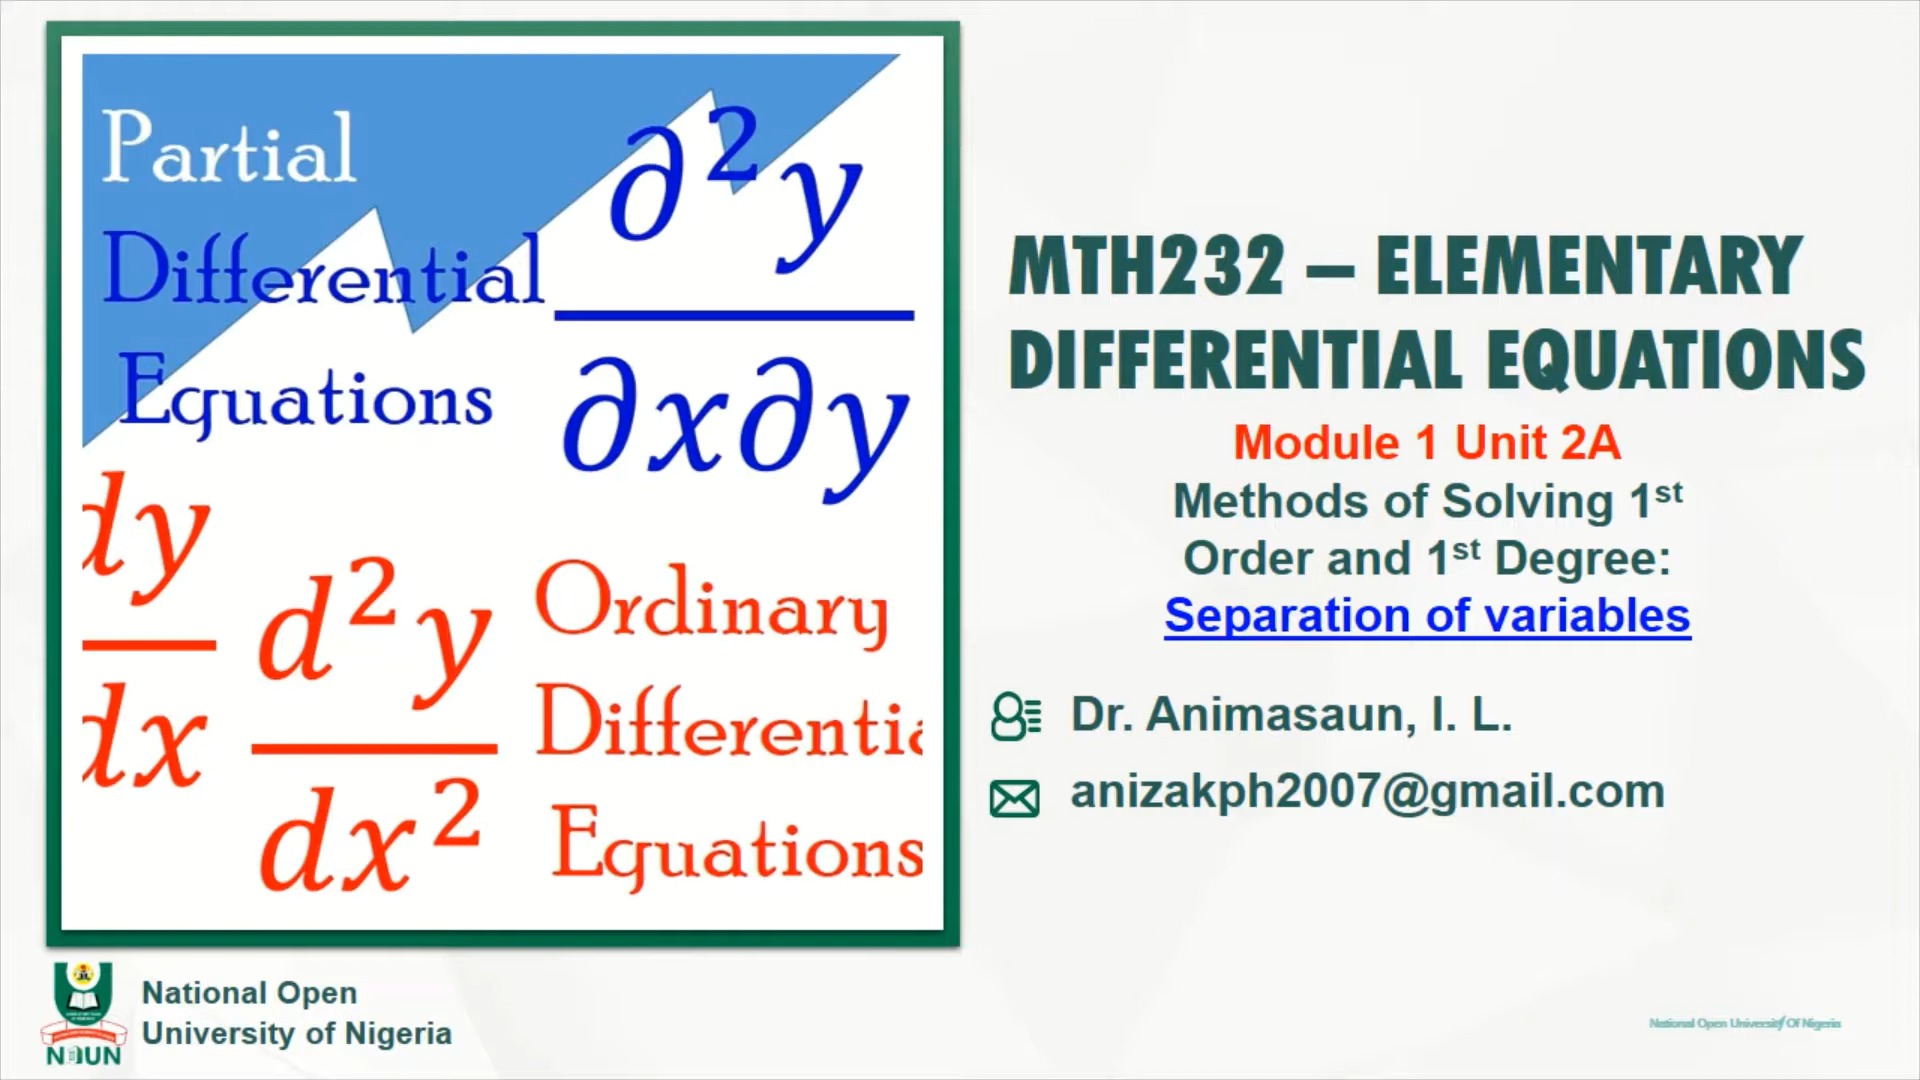 Partial
Differential
Equations
∂²y
∂x∂y
dy
dx
d²y
dx²
Ordinary
Differentia
Equations
MTH232 – ELEMENTARY
DIFFERENTIAL EQUATIONS
Module 1 Unit 2A
Methods of Solving 1st
Order and 1st Degree:
Separation of variables
Dr. Animasaun, I. L.
anizakph2007@gmail.com
NOUN
National Open
University of Nigeria
National Open University Of Nigeria